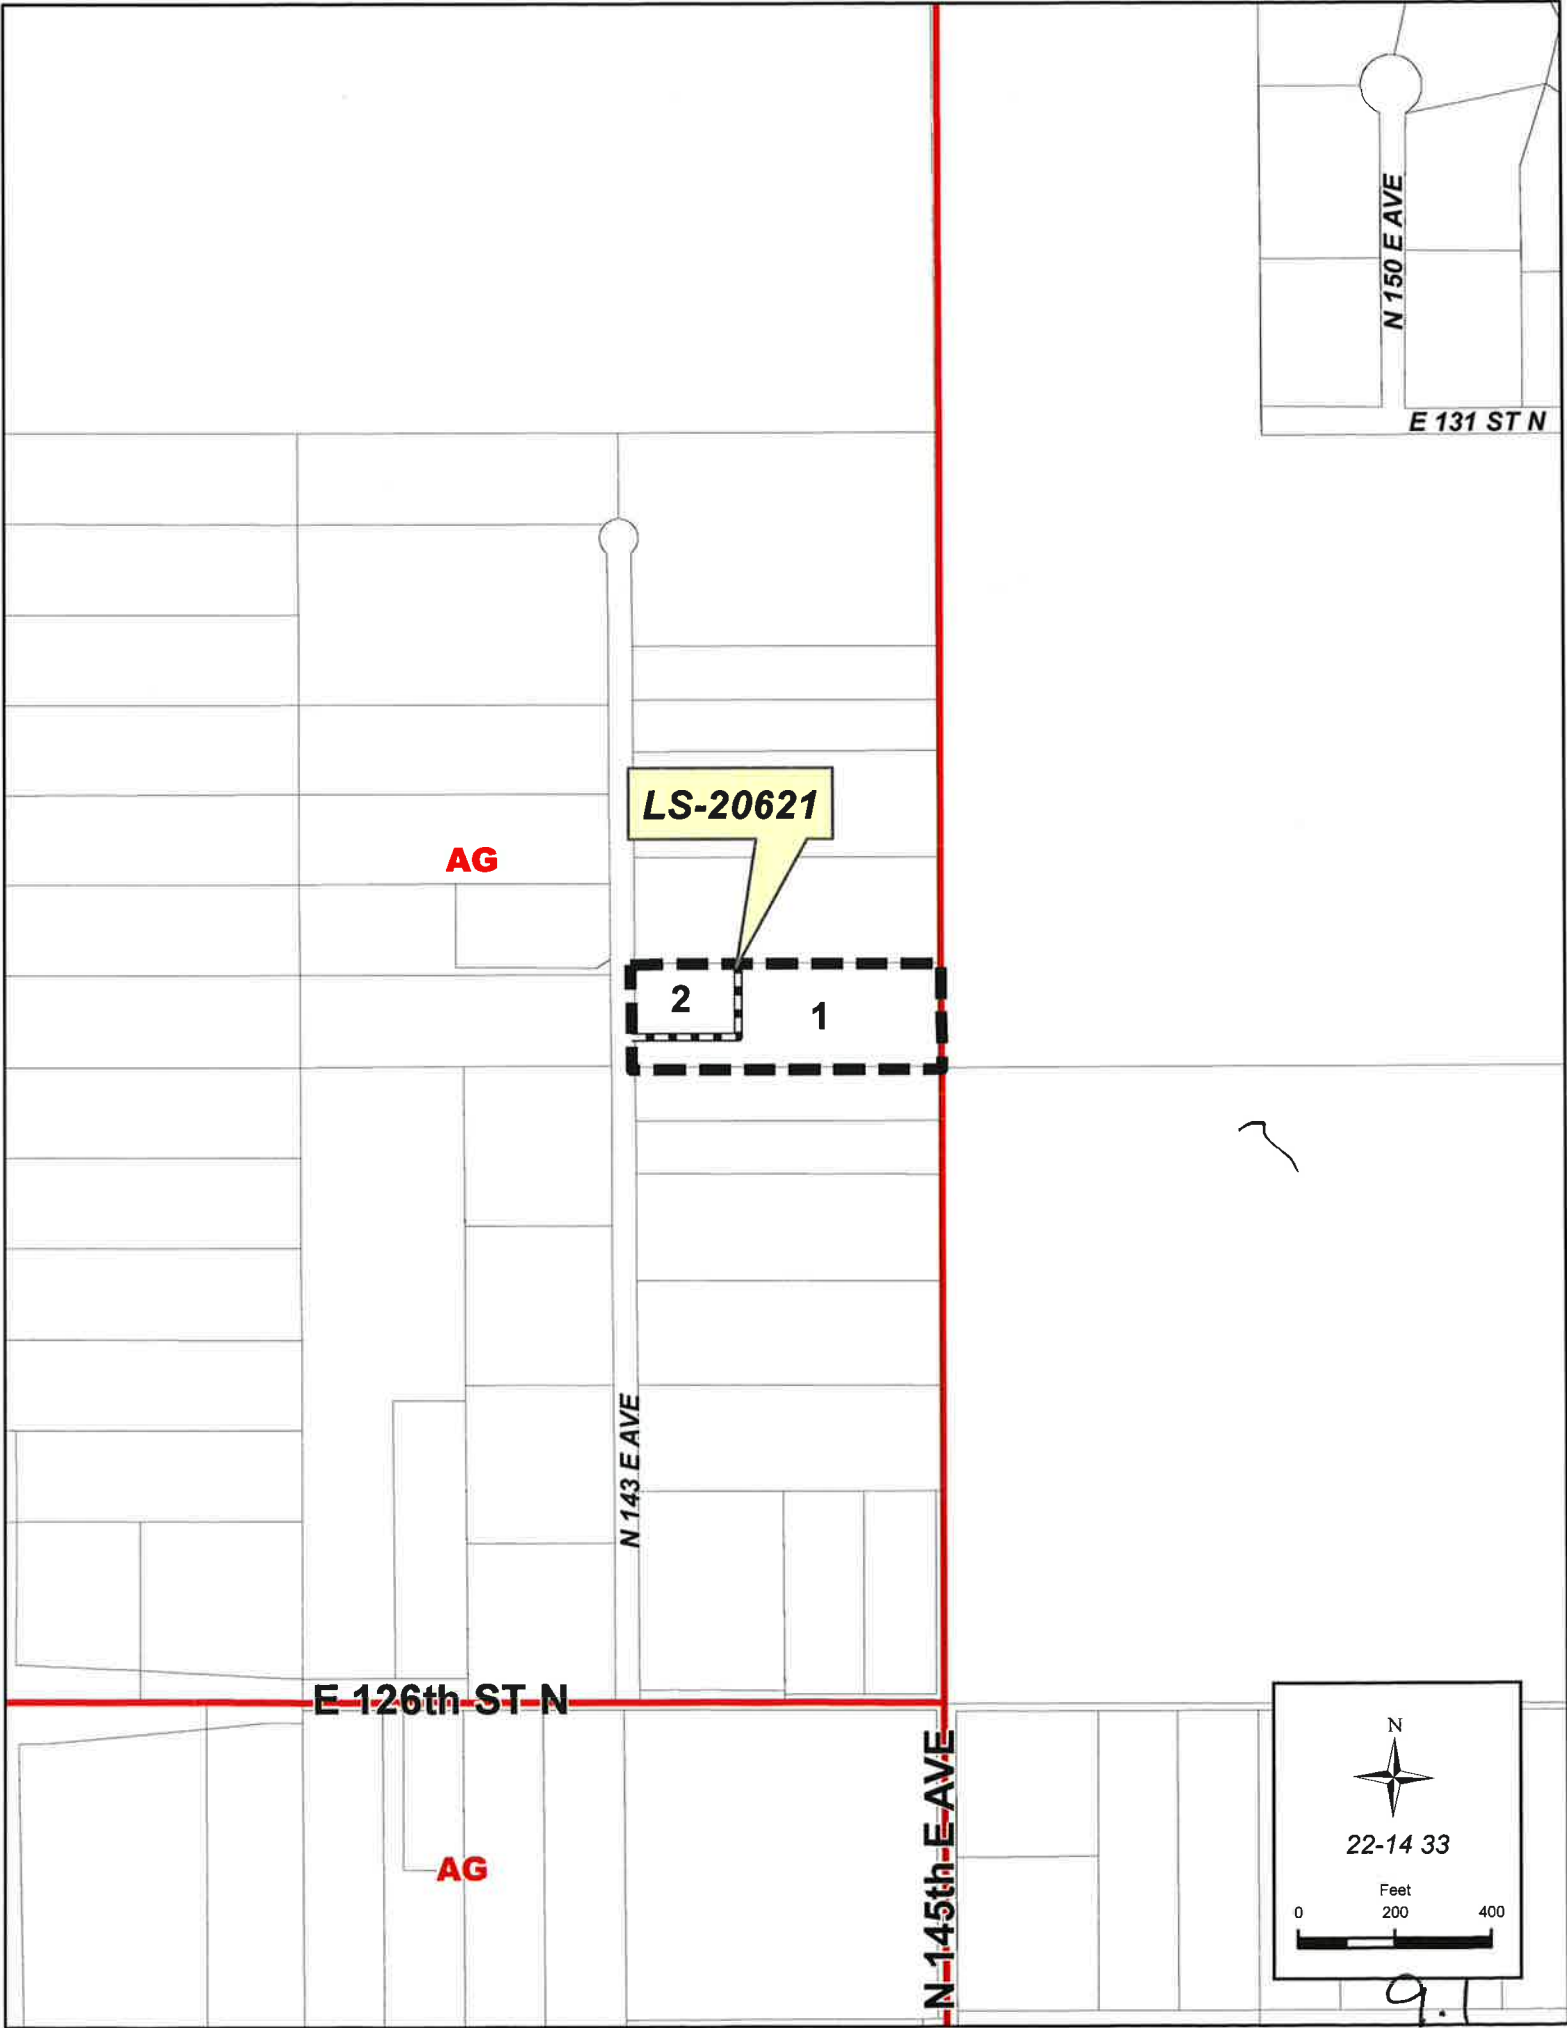 N 150 E AVE
E 131 ST N
LS-20621
AG
2
1
N 143 E AVE
E 126th ST N
N 145th E AVE
AG
N
22-14 33
Feet
0 200 400
9.1